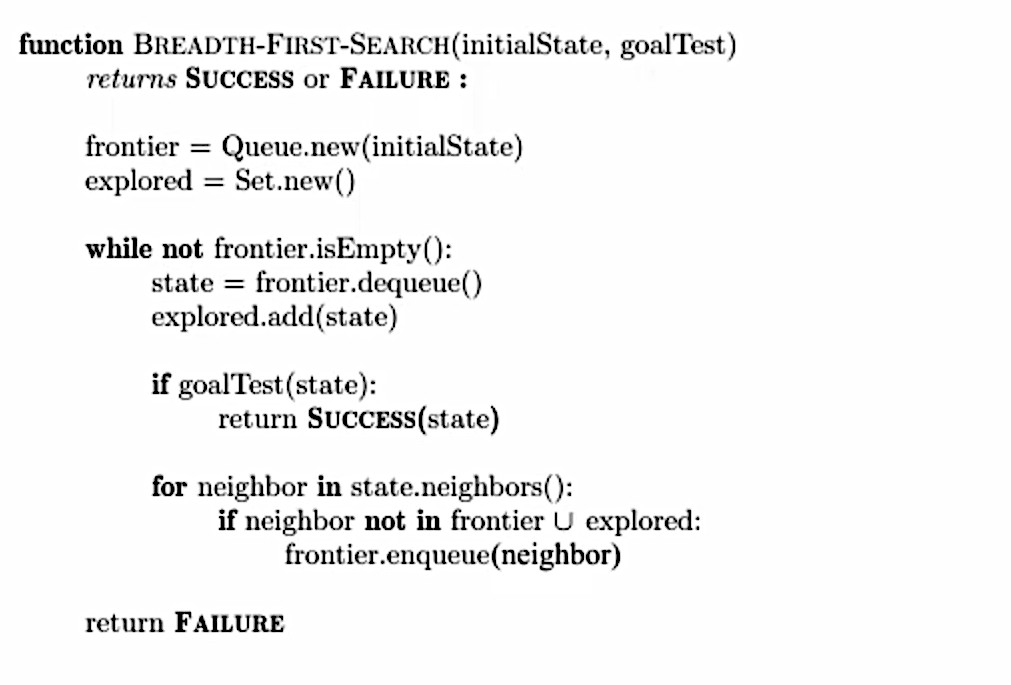 function BREADTH-FIRST-SEARCH(initialState, goalTest)
returns SUCCESS or FAILURE :
frontier = Queue.new(initialState)
explored = Set.new()
while not frontier.isEmpty():
state = frontier.dequeue()
explored.add(state)
if goalTest(state):
return SUCCESS(state)
for neighbor in state.neighbors():
if neighbor not in frontier ∪ explored:
frontier.enqueue(neighbor)
return FAILURE